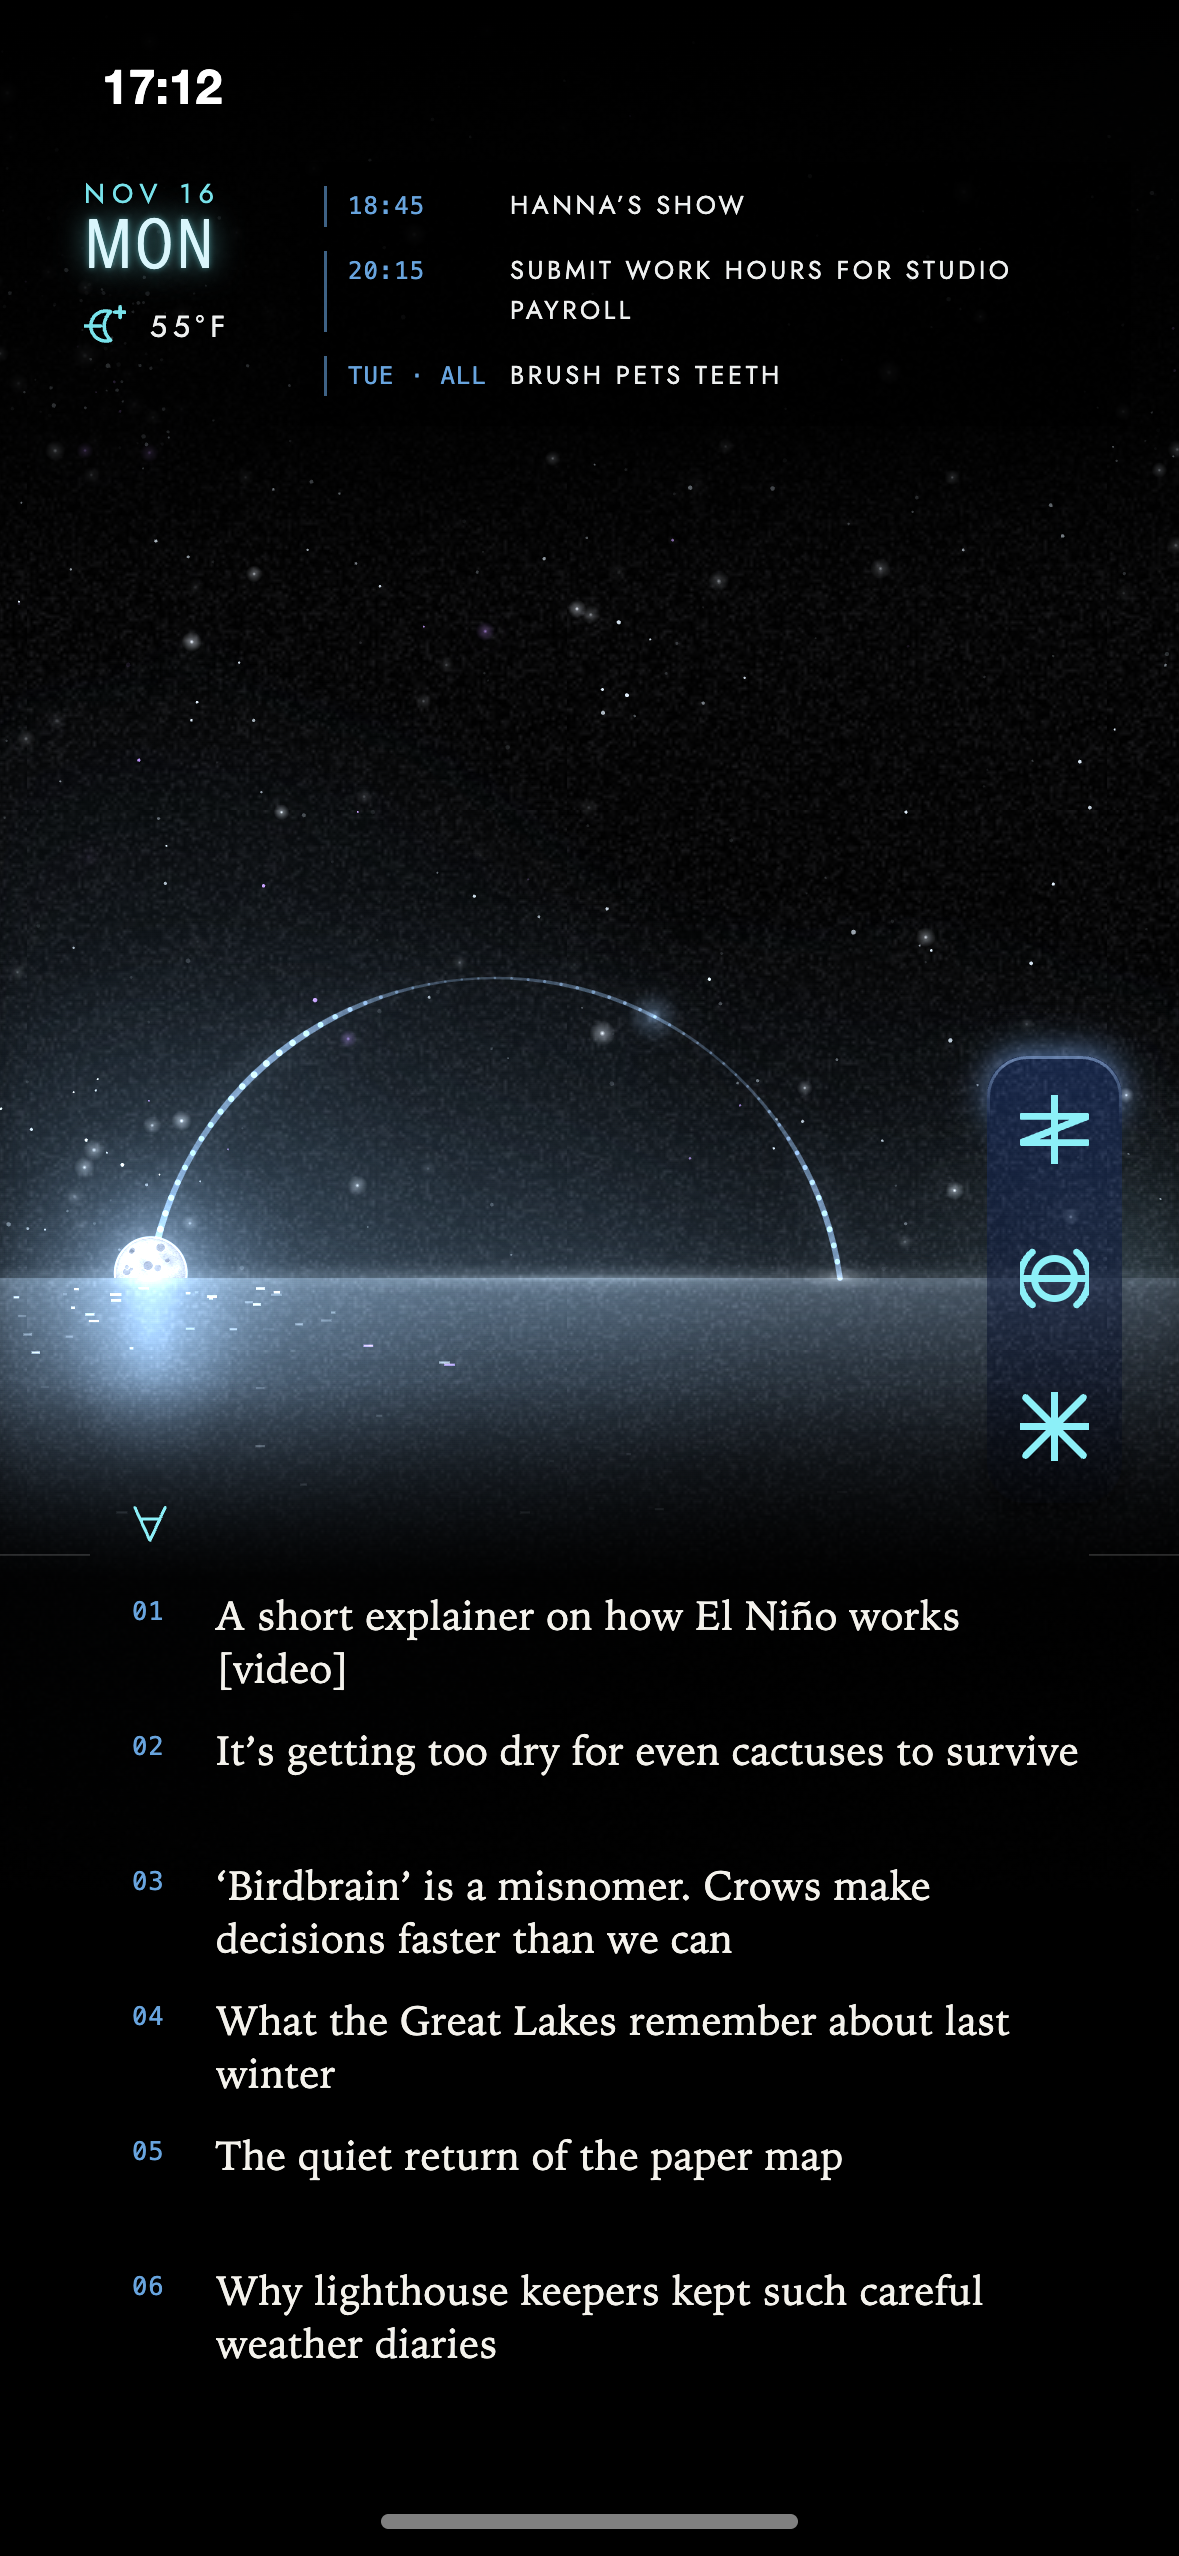 17:12
NOV 16
MON
55°F
18:45 HANNA’S SHOW
20:15 SUBMIT WORK HOURS FOR STUDIO
PAYROLL
TUE · ALL BRUSH PETS TEETH
01 A short explainer on how El Niño works
[video]
02 It’s getting too dry for even cactuses to survive
03 ‘Birdbrain’ is a misnomer. Crows make
decisions faster than we can
04 What the Great Lakes remember about last
winter
05 The quiet return of the paper map
06 Why lighthouse keepers kept such careful
weather diaries